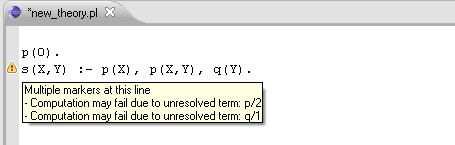 *new_theory.pl
p(0).
s(X,Y) :- p(X), p(X,Y), q(Y).
Multiple markers at this line
- Computation may fail due to unresolved term: p/2
- Computation may fail due to unresolved term: q/1